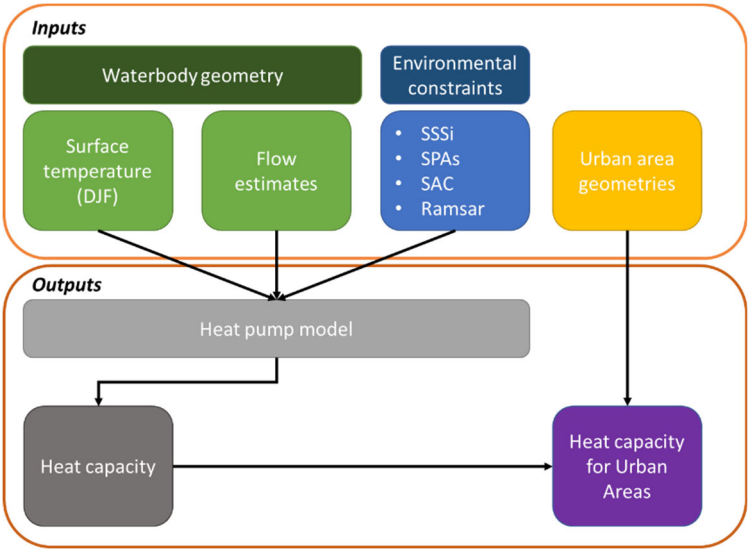 Inputs
Waterbody geometry
Environmental
constraints
Surface
temperature
(DJF)
Flow
estimates
• SSSi
• SPAs
• SAC
• Ramsar
Urban area
geometries
Outputs
Heat pump model
Heat capacity
Heat capacity
for Urban
Areas